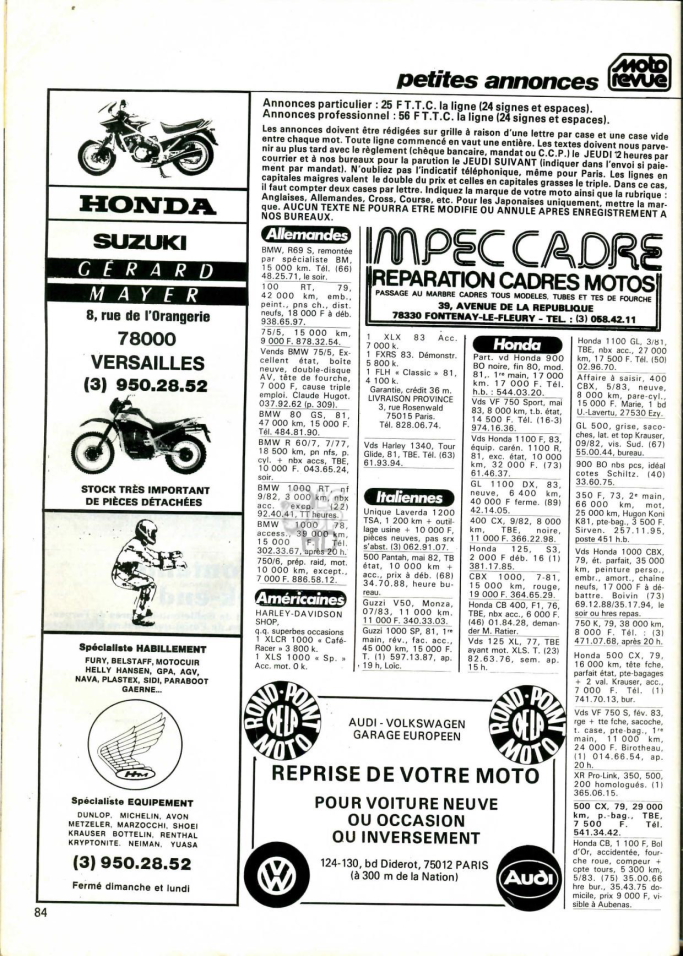 petites annonces
moto
revue
Annonces particulier : 25 F T.T.C. la ligne (24 signes et espaces).
Annonces professionnel : 56 F T.T.C. la ligne (24 signes et espaces).
Les annonces doivent être rédigées sur grille à raison d'une lettre par case et une case vide
entre chaque mot. Toute ligne commencé en vaut une entière. Les textes doivent nous parve-
nir au plus tard avec le règlement (chèque bancaire, mandat ou C.C.P.) le JEUDI 12 heures par
courrier et à nos bureaux pour la parution le JEUDI SUIVANT (indiquer dans l'envoi si paie-
ment par mandat). N'oubliez pas l'indicatif téléphonique, même pour Paris. Les lignes en
capitales maigres valent le double du prix et celles en capitales grasses le triple. Dans ce cas,
il faut compter deux cases par lettre. Indiquez la marque de votre moto ainsi que la rubrique :
Anglaises, Allemandes, Cross, Course, etc. Pour les Japonaises uniquement, mettre la mar-
que. AUCUN TEXTE NE POURRA ETRE MODIFIE OU ANNULE APRES ENREGISTREMENT A
NOS BUREAUX.
HONDA
SUZUKI
GÉRARD
MAYER
8, rue de l'Orangerie
78000
VERSAILLES
(3) 950.28.52
STOCK TRÈS IMPORTANT
DE PIÈCES DÉTACHÉES
Spécialiste HABILLEMENT
FURY, BELSTAFF, MOTOCUIR
HELLY HANSEN, GPA, AGV,
NAVA, PLASTEX, SIDI, PARABOOT
GAERNE...
HM
Spécialiste EQUIPEMENT
DUNLOP, MICHELIN, AVON
METZELER, MARZOCCHI, SHOEI
KRAUSER BOTTELIN, RENTHAL
KRYPTONITE, NEIMAN, YUASA
(3) 950.28.52
Fermé dimanche et lundi
Allemandes
BMW, R69 S, remontée
par spécialiste BM,
15 000 km. Tél. (66)
48.25.71, le soir.
100 RT, 79,
42 000 km, emb.,
peint., pns ch., dist.
neufs, 18 000 F à déb.
938.65.97.
75/5, 15 000 km,
9 000 F. 878.32.54.
Vends BMW 75/5, Ex-
cellent état, boîte
neuve, double-disque
AV, tête de fourche,
7 000 F, cause triple
emploi. Claude Hugot.
037.92.62 (p. 309).
BMW 80 GS, 81,
47 000 km, 15 000 F.
Tél. 484.81.90.
BMW R 60/7, 7/77,
18 500 km, pn nfs, p.
cyl. + nbx accs, TBE,
10 000 F. 043.65.24,
soir.
BMW 1000 RT, nf
9/82, 3 000 km, nbx
acc. excp. (22)
92.40.41, TT heures.
BMW 1000 78,
access. 39 000 km,
15 000 F. Tél.
302.33.67, après 20 h.
750/6, prép. raid, mot.
10 000 km, except.,
7 000 F. 886.58.12.
Américaines
HARLEY-DAVIDSON
SHOP,
q.q. superbes occasions
1 XLCR 1000 « Café-
Racer » 3 800 k.
1 XLS 1000 « Sp. »
Acc. mot. 0 k.
IMPEC CADRE
REPARATION CADRES MOTOS
PASSAGE AU MARBRE CADRES TOUS MODELES, TUBES ET TES DE FOURCHE
39, AVENUE DE LA REPUBLIQUE
78330 FONTENAY-LE-FLEURY - TEL. : (3) 058.42.11
1 XLX 83 Acc.
7 000 k.
1 FXRS 83. Démonstr.
5 800 k.
1 FLH « Classic » 81,
4 100 k.
Garantie, crédit 36 m.
LIVRAISON PROVINCE
3, rue Rosenwald
75015 Paris.
Tél. 828.06.74.
Vds Harley 1340, Tour
Glide, 81, TBE. Tél. (63)
61.93.94.
Italiennes
Unique Laverda 1200
TSA, 1 200 km + outil-
lage usine + 10 000 F,
pièces neuves, pas srx
s'abst. (3) 062.91.07.
500 Pantah, mai 82, TB
état, 10 000 km +
acc., prix à déb. (68)
34.70.88, heure bu-
reau.
Guzzi V50, Monza,
07/83, 11 000 km.
11 000 F. 340.33.03.
Guzzi 1000 SP, 81, 1re
main, rév., fac. acc.,
45 000 km, 15 000 F.
T. (1) 597.13.87, ap.
19 h, Loïc.
Honda
Part. vd Honda 900
BO noire, fin 80, mod.
81., 1re main, 17 000
km. 17 000 F. Tél.
h.b. : 544.03.20.
Vds VF 750 Sport, mai
83, 8 000 km, t.b. état,
14 500 F. Tél. (16-3)
974.16.36.
Vds Honda 1100 F, 83,
équip. carén. 1100 R,
81, exc. état, 10 000
km, 32 000 F. (73)
61.46.37.
GL 1100 DX, 83,
neuve, 6 400 km,
40 000 F ferme. (89)
42.14.05.
400 CX, 9/82, 8 000
km, TBE, noire,
11 000 F. 366.22.98.
Honda 125, S3,
2 000 F déb. 16 (1)
381.17.85.
CBX 1000, 7-81,
15 000 km, rouge,
19 000 F. 364.65.29.
Honda CB 400, F1, 76,
TBE, nbx acc., 6 000 F.
(46) 01.84.28, deman-
der M. Ratier.
Vds 125 XL, 77, TBE
ayant mot. XLS. T. (23)
82.63.76, sem. ap.
15 h.
Honda 1100 GL, 3/81,
TBE, nbx acc., 27 000
km, 17 500 F. Tél. (50)
02.96.70.
Affaire à saisir, 400
CBX, 5/83, neuve,
8 000 km, pare-cyl.,
15 000 F. Marie, 1 bd
U.-Lavertu, 27530 Ezy.
GL 500, grise, saco-
ches, lat. et top Krauser,
09/82, vis. Sud. (67)
55.00.44, bureau.
900 BO nbs pcs, idéal
cotes Schiltz. (40)
33.60.75.
350 F, 73, 2e main,
66 000 km, mot,
25 000 km, Hugon Koni
K81, pte-bag., 3 500 F.
Sirven. 257.11.95,
poste 451 h.b.
Vds Honda 1000 CBX,
79, ét. parfait, 35 000
km, peinture perso.,
embr., amort., chaîne
neufs, 17 000 F à dé-
battre. Boivin (73)
69.12.88/35.17.94, le
soir ou hres repas.
750 K, 79, 38 000 km,
8 000 F. Tél. : (3)
471.07.68, après 20 h.
Honda 500 CX, 79,
16 000 km, tête fche,
parfait état, pte-bagages
+ 2 val. Krauser, acc.,
7 000 F. Tél. (1)
741.70.13, bur.
Vds VF 750 S, fév. 83,
rge + tte fche, sacoche,
t. case, pte-bag., 1re
main, 11 000 km,
24 000 F. Birotheau,
(1) 014.66.54, ap.
20 h.
XR Pro-Link, 350, 500,
200 homologués. (1)
365.06.15.
500 CX, 79, 29 000
km, p.-bag., TBE,
7 500 F. Tél.
541.34.42.
Honda CB, 1 100 F, Bol
d'Or, accidentée, four-
che roue, compeur +
cpte tours, 5 300 km,
5/83. (75) 35.00.66
hre bur., 35.43.75 do-
micile, prix 9 000 F, vi-
sible à Aubenas.
ROND-POINT
DE LA
MOTO
AUDI - VOLKSWAGEN
GARAGE EUROPEEN
ROND-POINT
DE LA
MOTO
REPRISE DE VOTRE MOTO
POUR VOITURE NEUVE
OU OCCASION
OU INVERSEMENT
124-130, bd Diderot, 75012 PARIS
(à 300 m de la Nation)
Audi
84